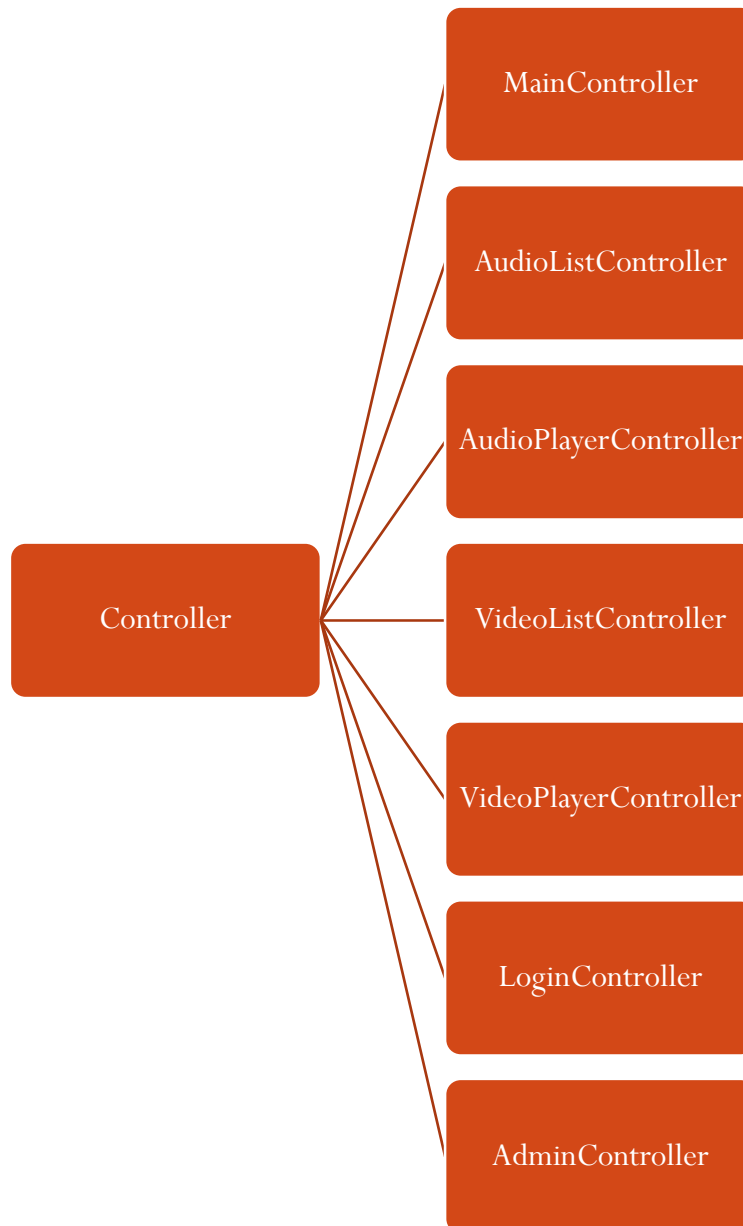 MainController
AudioListController
AudioPlayerController
Controller
VideoListController
VideoPlayerController
LoginController
AdminController